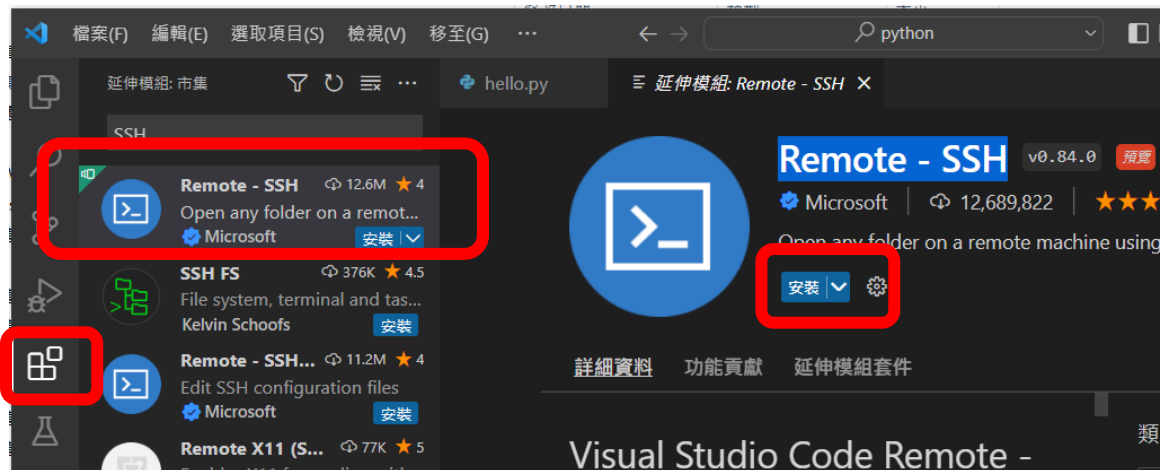 檔案(F) 編輯(E) 選取項目(S) 檢視(V) 移至(G) ··· python
延伸模組: 市集
hello.py 延伸模組: Remote - SSH
SSH
Remote - SSH 12.6M 4
Open any folder on a remot...
Microsoft 安裝
SSH FS 376K 4.5
File system, terminal and tas...
Kelvin Schoofs 安裝
Remote - SSH... 11.2M 4
Edit SSH configuration files
Microsoft 安裝
Remote X11 (S... 77K 5
Remote - SSH v0.84.0 預覽
Microsoft 12,689,822
Open any folder on a remote machine using
安裝
詳細資料 功能貢獻 延伸模組套件
Visual Studio Code Remote -
類